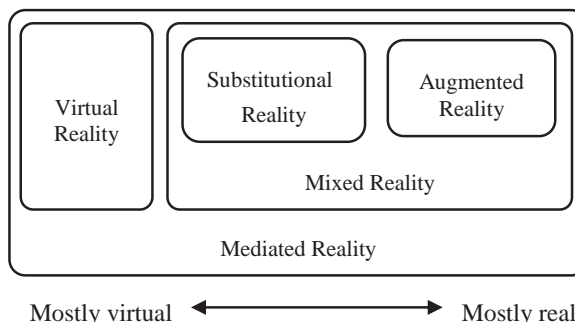 Virtual
Reality
Substitutional
Reality
Augmented
Reality
Mixed Reality
Mediated Reality
Mostly virtual
Mostly real